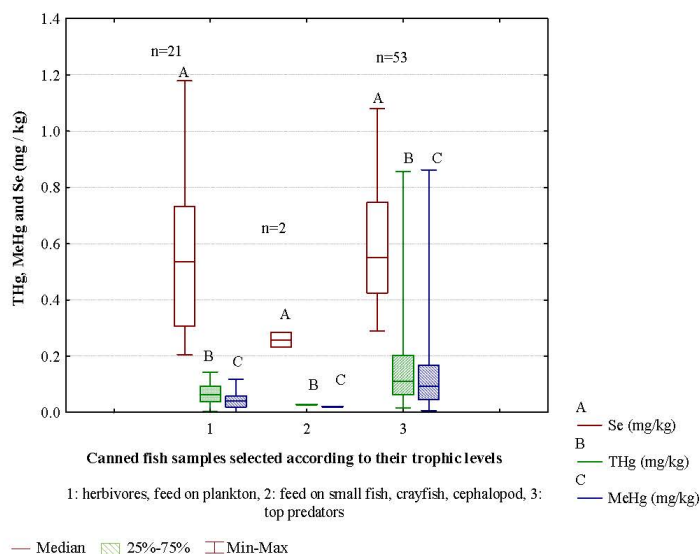 1.4
1.2
1.0
0.8
0.6
0.4
0.2
0.0
THg, MeHg and Se (mg / kg)
n=21
A
B
C
n=2
A
B
C
n=53
A
B
C
1
2
3
Canned fish samples selected according to their trophic levels
1: herbivores, feed on plankton, 2: feed on small fish, crayfish, cephalopod, 3:
top predators
A
Se (mg/kg)
B
THg (mg/kg)
C
MeHg (mg/kg)
Median 25%-75% Min-Max